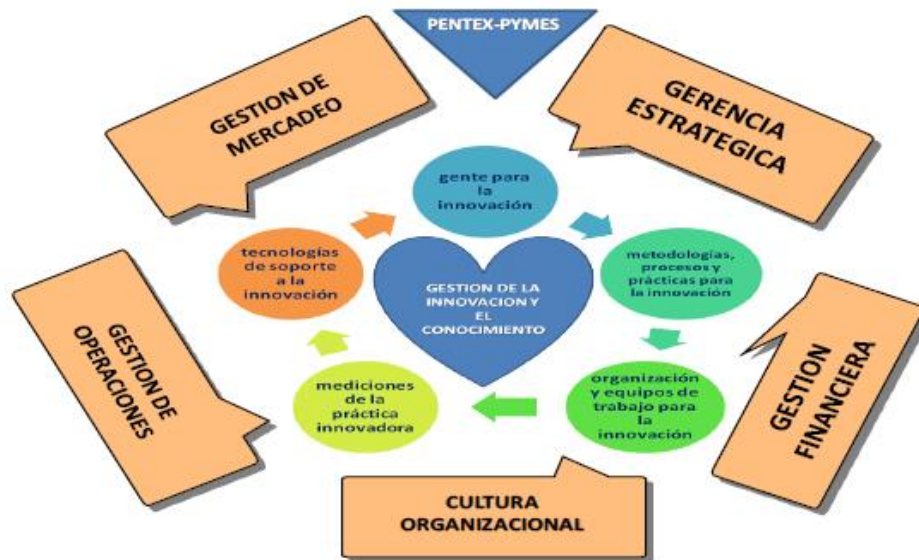 PENTEX-PYMES
GESTION DE
MERCADEO
GERENCIA
ESTRATEGICA
gente para
la
innovación
tecnologías
de soporte
a la
innovación
metodologías,
procesos y
prácticas para
la innovación
GESTION DE LA
INNOVACION Y
EL
CONOCIMIENTO
GESTION DE
OPERACIONES
mediciones
de la
práctica
innovadora
organización
y equipos de
trabajo para
la
innovación
GESTION
FINANCIERA
CULTURA
ORGANIZACIONAL